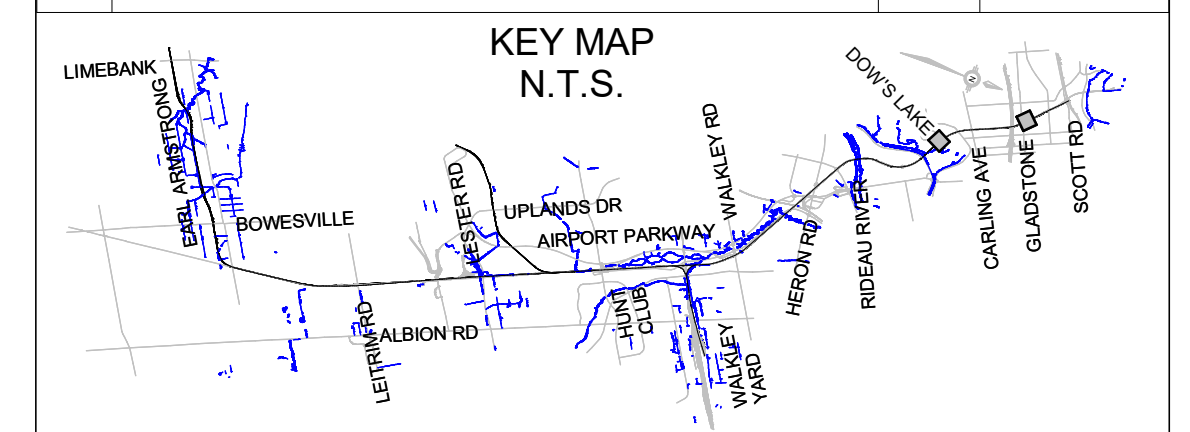 KEY MAP
N.T.S.
LIMEBANK
EARL ARMSTRONG
BOWESVILLE
LESTER RD
UPLANDS DR
AIRPORT PARKWAY
WALKLEY RD
DOW'S LAKE
N
CARLING AVE
GLADSTONE
SCOTT RD
RIDEAU RIVER
HERON RD
HUNT
CLUB
WALKLEY
YARD
LEITRIM RD
ALBION RD